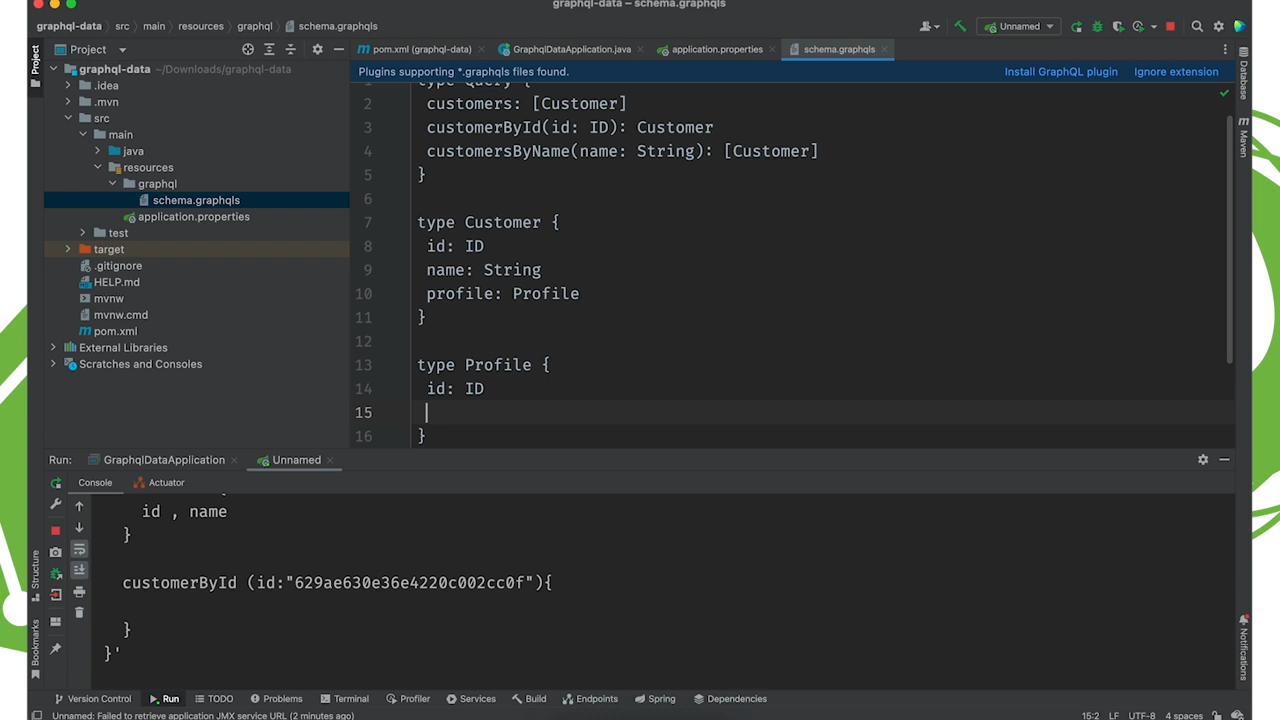 graphql-data – schema.graphqls
graphql-data › src › main › resources › graphql › schema.graphqls
Unnamed
Project
pom.xml (graphql-data)
GraphqlDataApplication.java
application.properties
schema.graphqls
Project
graphql-data ~/Downloads/graphql-data
.idea
.mvn
src
main
java
resources
graphql
schema.graphqls
application.properties
test
target
.gitignore
HELP.md
mvnw
mvnw.cmd
pom.xml
External Libraries
Scratches and Consoles
Plugins supporting *.graphqls files found.
Install GraphQL plugin
Ignore extension
1 type Query {
2 customers: [Customer]
3 customerById(id: ID): Customer
4 customersByName(name: String): [Customer]
5 }
6
7 type Customer {
8 id: ID
9 name: String
10 profile: Profile
11 }
12
13 type Profile {
14 id: ID
15
16 }
Database
Maven
Notifications
Structure
Bookmarks
Run: GraphqlDataApplication Unnamed
Console Actuator
id , name
}
customerById (id:"629ae630e36e4220c002cc0f"){
}
}'
Version Control Run TODO Problems Terminal Profiler Services Build Endpoints Spring Dependencies
Unnamed: Failed to retrieve application JMX service URL (2 minutes ago)
15:2 LF UTF-8 4 spaces